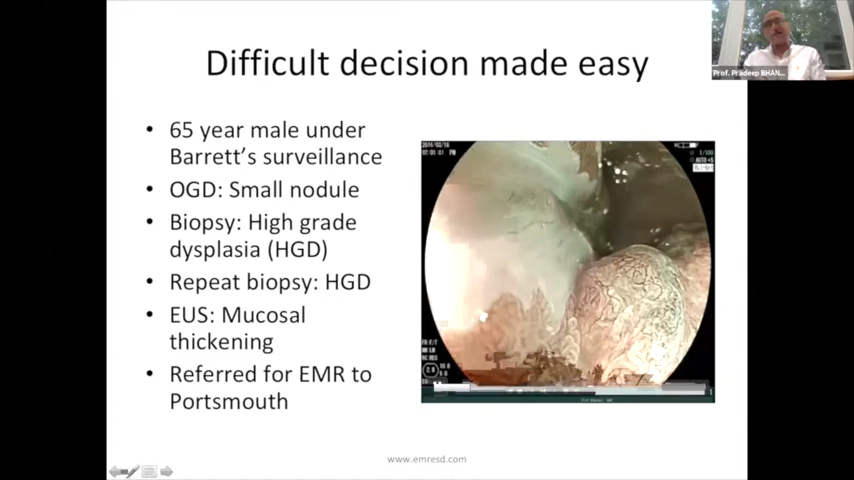 Prof. Pradeep BHAN...
Difficult decision made easy
• 65 year male under
Barrett's surveillance
• OGD: Small nodule
• Biopsy: High grade
dysplasia (HGD)
• Repeat biopsy: HGD
• EUS: Mucosal
thickening
• Referred for EMR to
Portsmouth
www.emresd.com